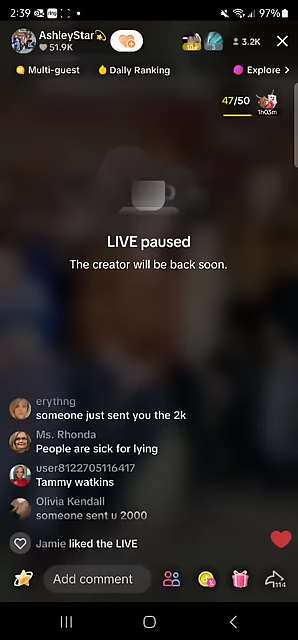 2:39
97%
AshleyStar💫
51.9K
3.2K
Multi-guest
Daily Ranking
Explore >
47/50
1h03m
LIVE paused
The creator will be back soon.
erythng
someone just sent you the 2k
Ms. Rhonda
People are sick for lying
user8122705116417
Tammy watkins
Olivia Kendall
someone sent u 2000
Jamie liked the LIVE
Add comment
114